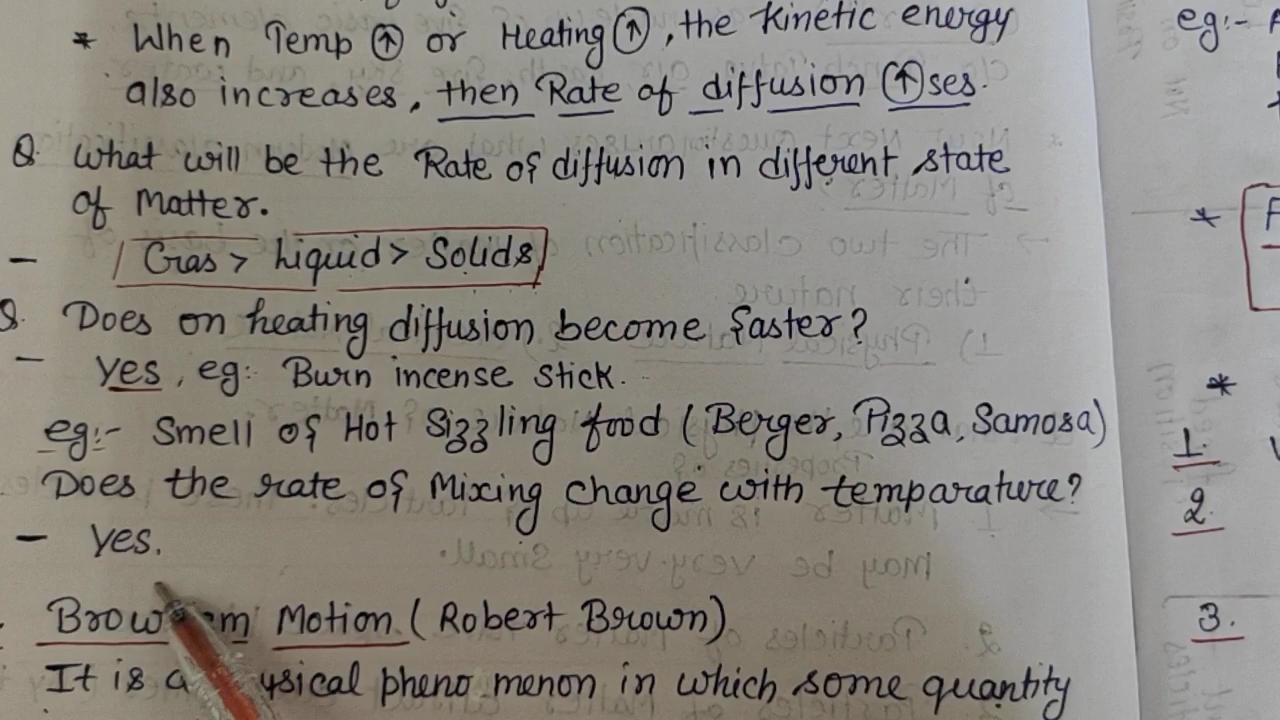 * When Temp ↑ or Heating ↑, the Kinetic energy
also increases, then Rate of diffusion ↑ses.
Q. What will be the Rate of diffusion in different state
of Matter.
- Gas > Liquid > Solids
Q. Does on heating diffusion become faster?
- Yes, eg:- Burn incense stick.
eg:- Smell of Hot Sizzling food (Berger, Pizza, Samosa)
Does the rate of Mixing change with temparature?
- Yes.
Motion (Robert Brown)
It is a pheno menon in which some quantity
eg:-
*
*
1.
2.
3.